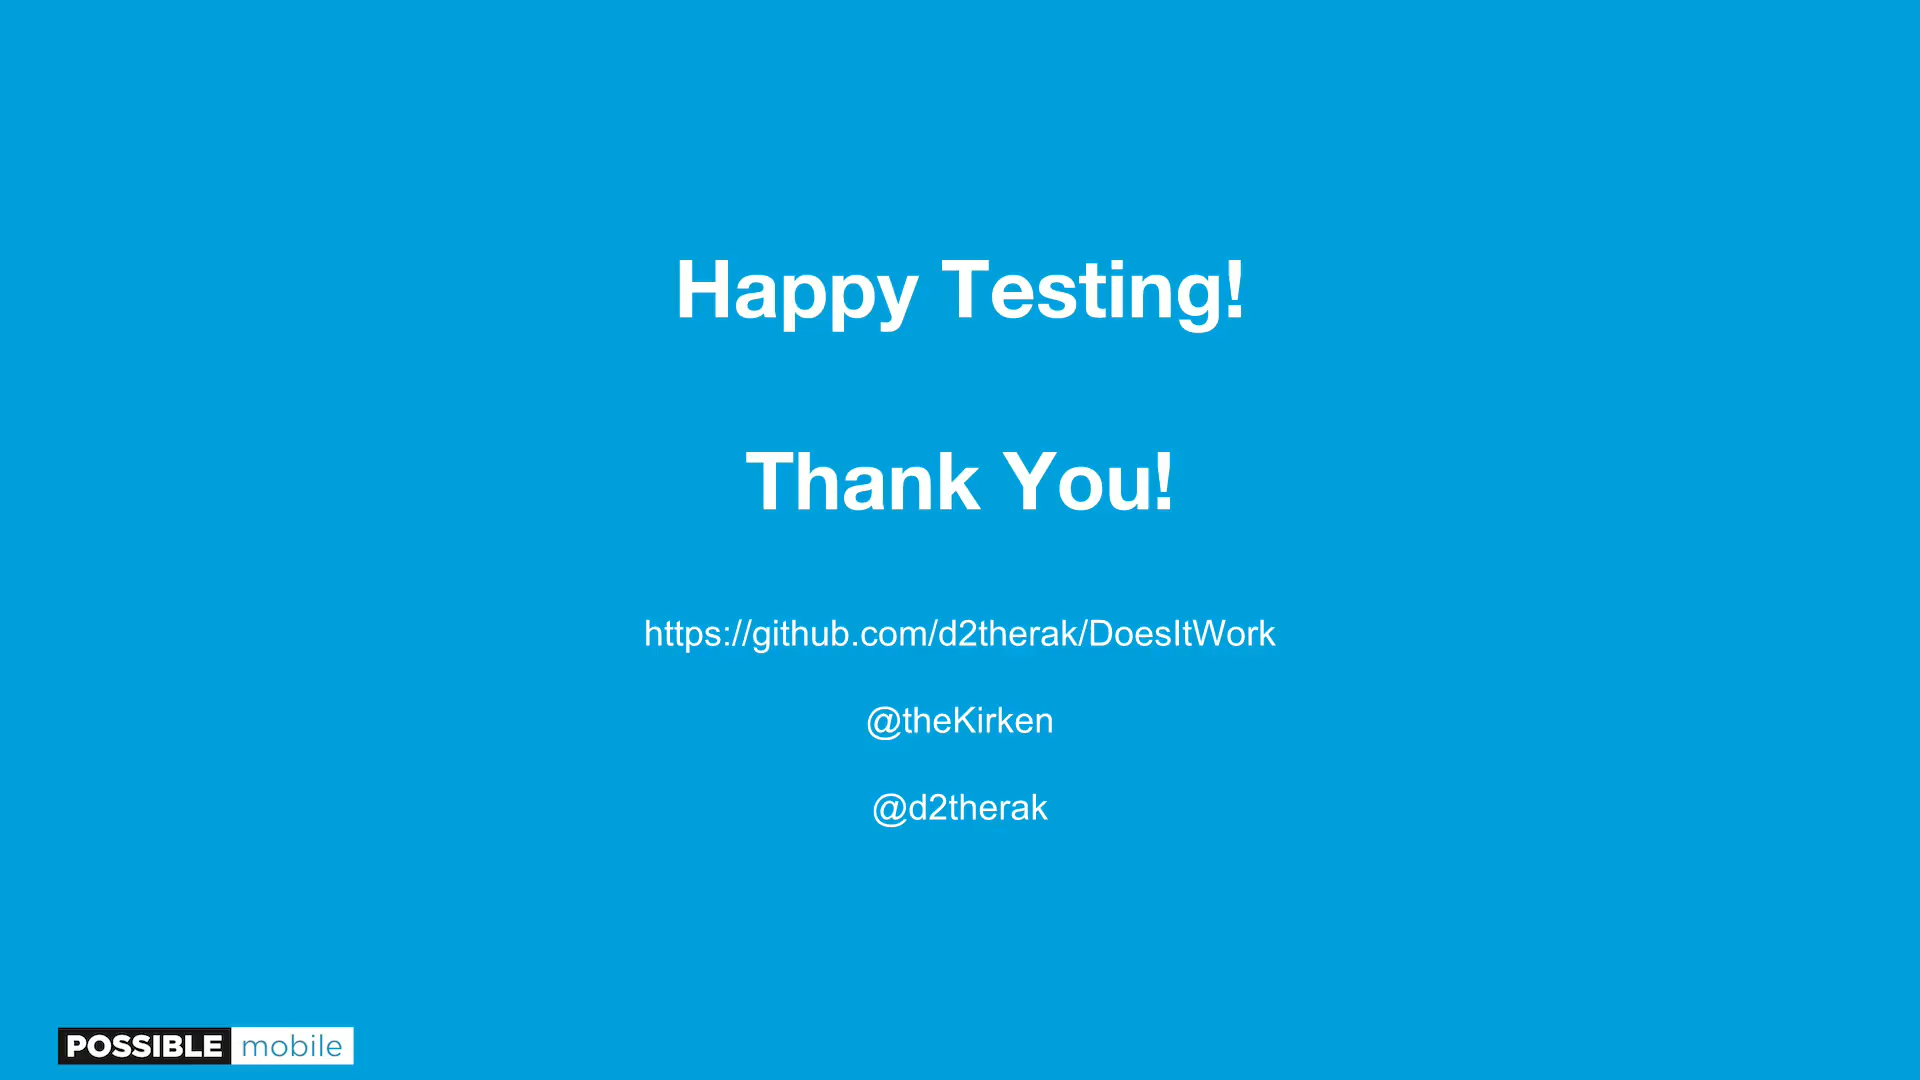 Happy Testing!
Thank You!
https://github.com/d2therak/DoesItWork
@theKirken
@d2therak
POSSIBLE mobile